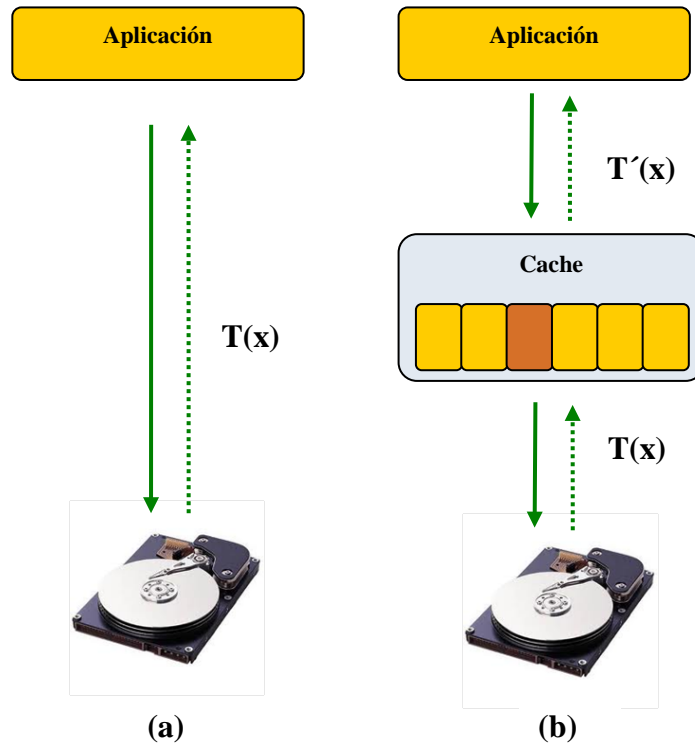 Aplicación
Aplicación
T´(x)
Cache
T(x)
T(x)
(a)
(b)